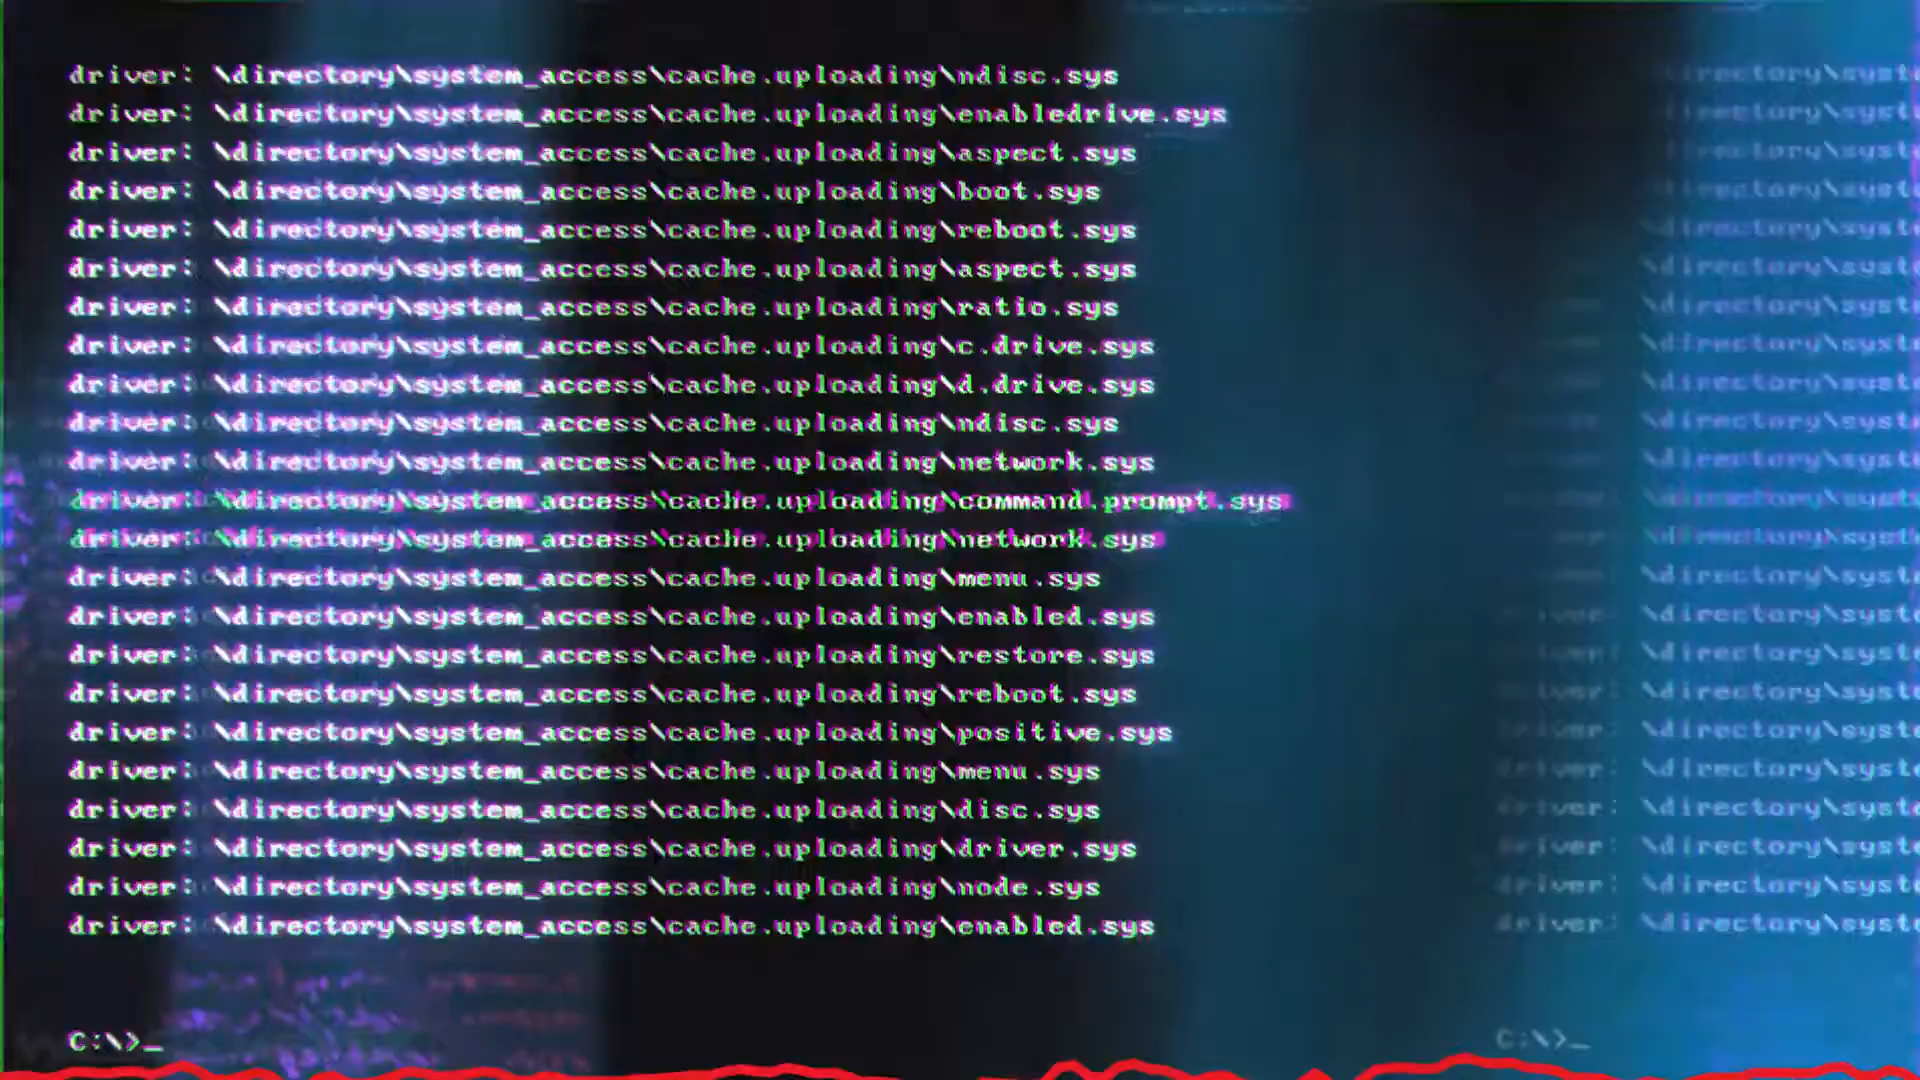 driver: \directory\system_access\cache.uploading\ndisc.sys
driver: \directory\system_access\cache.uploading\enabledrive.sys
driver: \directory\system_access\cache.uploading\aspect.sys
driver: \directory\system_access\cache.uploading\boot.sys
driver: \directory\system_access\cache.uploading\reboot.sys
driver: \directory\system_access\cache.uploading\aspect.sys
driver: \directory\system_access\cache.uploading\ratio.sys
driver: \directory\system_access\cache.uploading\c.drive.sys
driver: \directory\system_access\cache.uploading\d.drive.sys
driver: \directory\system_access\cache.uploading\ndisc.sys
driver: \directory\system_access\cache.uploading\network.sys
driver: \directory\system_access\cache.uploading\command.prompt.sys
driver: \directory\system_access\cache.uploading\network.sys
driver: \directory\system_access\cache.uploading\menu.sys
driver: \directory\system_access\cache.uploading\enabled.sys
driver: \directory\system_access\cache.uploading\restore.sys
driver: \directory\system_access\cache.uploading\reboot.sys
driver: \directory\system_access\cache.uploading\positive.sys
driver: \directory\system_access\cache.uploading\menu.sys
driver: \directory\system_access\cache.uploading\disc.sys
driver: \directory\system_access\cache.uploading\driver.sys
driver: \directory\system_access\cache.uploading\node.sys
driver: \directory\system_access\cache.uploading\enabled.sys
C:\>_
C:\>_